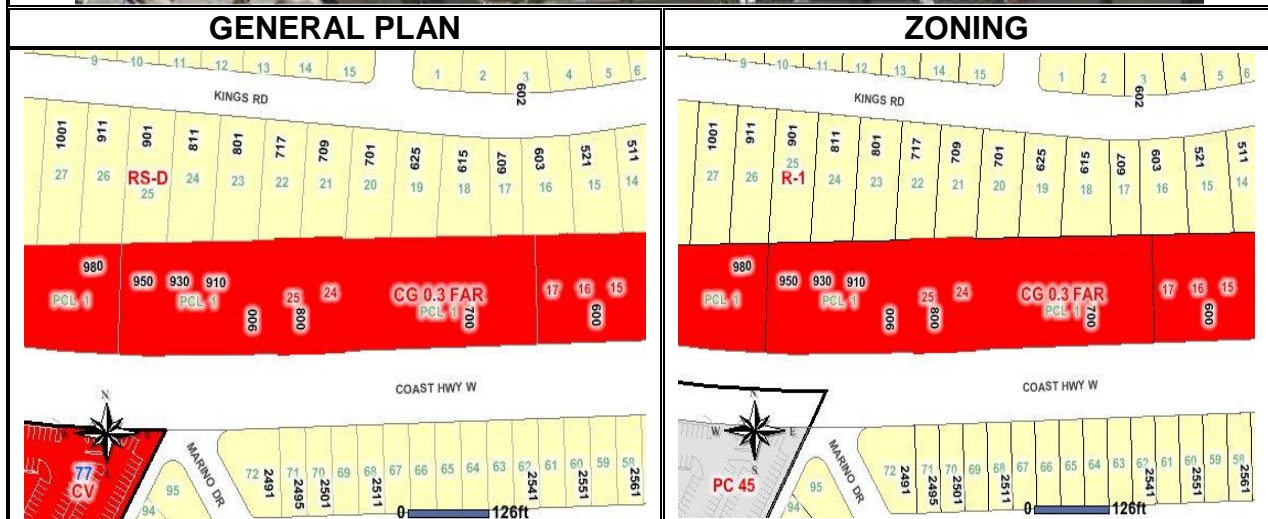 GENERAL PLAN
9 10 11 12 13 14 15 1 2 3 4 5 6
602
KINGS RD
1001 911 901 811 801 717 709 701 625 615 607 603 521 511
27 26 RS-D 24 23 22 21 20 19 18 17 16 15 14
25
980
950 930 910 25 24 CG 0.3 FAR 17 16 15
PCL 1 PCL 1 PCL 1
900 800 700 600
COAST HWY W
N
MARINO DR
77
CV
72 71 70 69 68 67 66 65 64 63 62 61 60 59 58
2491 2495 2501 2511 2541 2551 2561
95
94
0 126ft
ZONING
9 10 11 12 13 14 15 1 2 3 4 5 6
602
KINGS RD
1001 911 901 811 801 717 709 701 625 615 607 603 521 511
25
27 26 R-1 24 23 22 21 20 19 18 17 16 15 14
980
950 930 910 25 24 CG 0.3 FAR 17 16 15
PCL 1 PCL 1 PCL 1
900 800 700 600
COAST HWY W
N
W E
S
MARINO DR
PC 45
72 71 70 69 68 67 66 65 64 63 62 61 60 59 58
2491 2495 2501 2511 2541 2551 2561
95
94
0 126ft